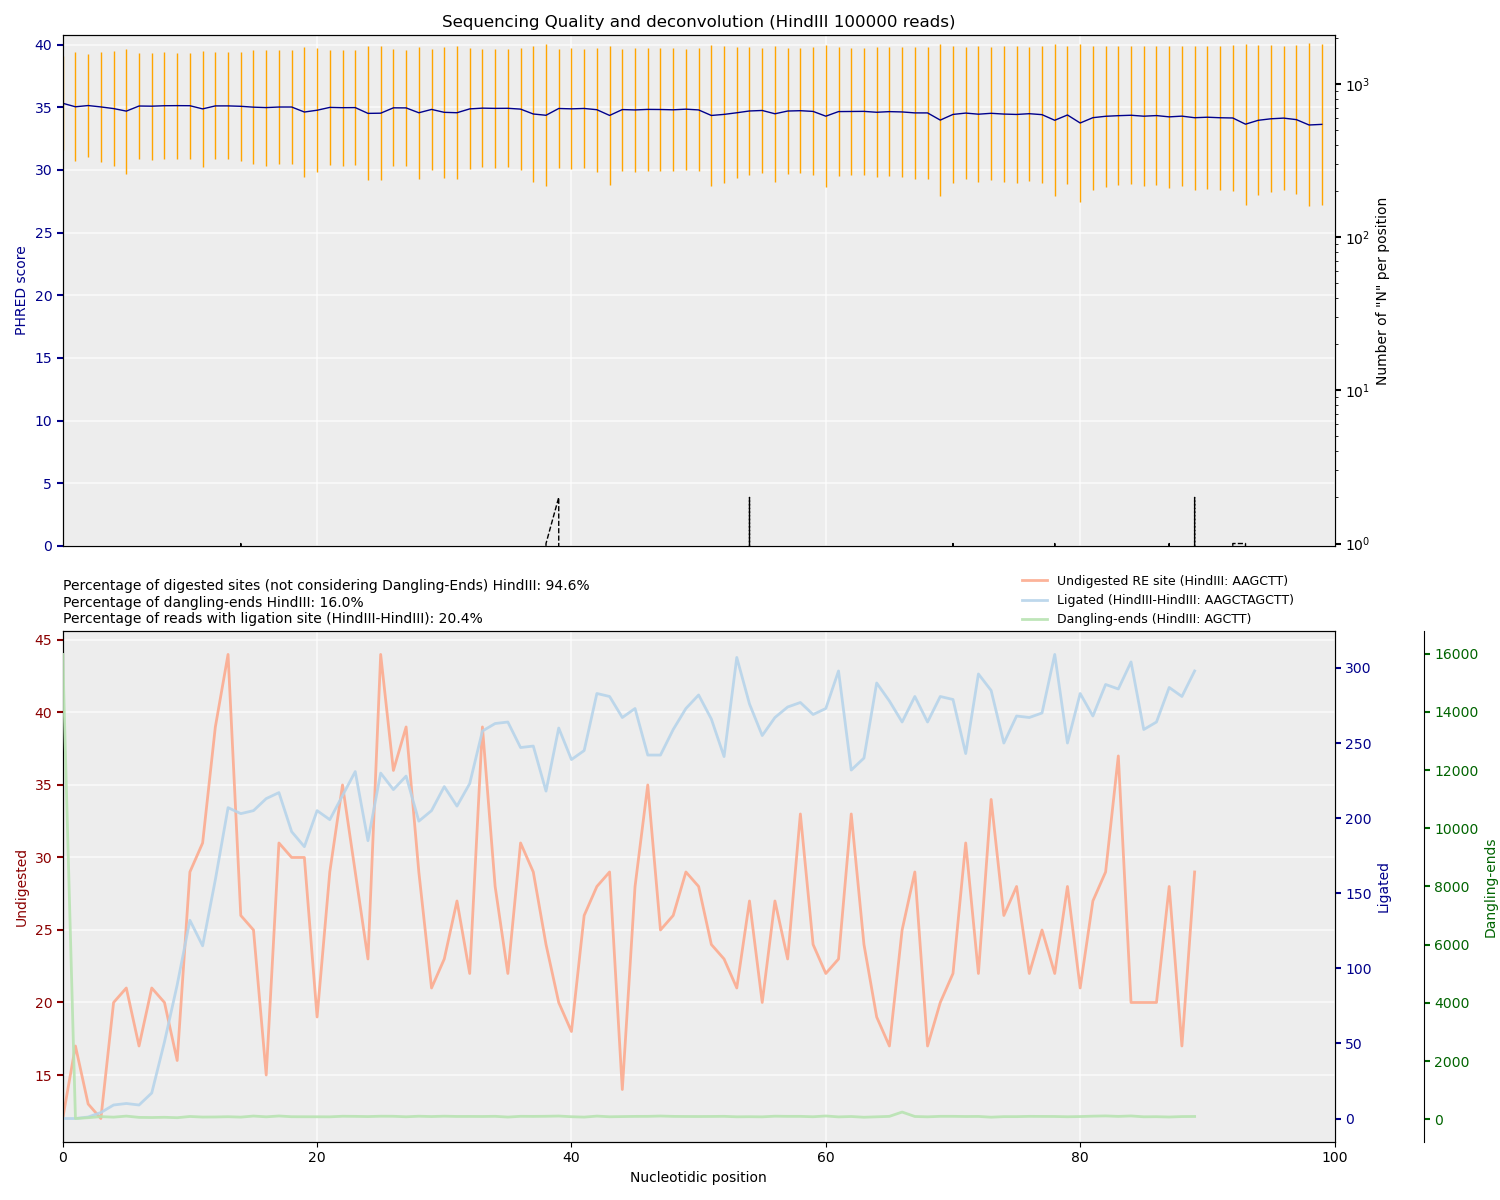 Sequencing Quality and deconvolution (HindIII 100000 reads)
40
35
30
25
20
15
10
5
0
PHRED score
10³
10²
10¹
10⁰
Number of "N" per position
Percentage of digested sites (not considering Dangling-Ends) HindIII: 94.6%
Percentage of dangling-ends HindIII: 16.0%
Percentage of reads with ligation site (HindIII-HindIII): 20.4%
Undigested RE site (HindIII: AAGCTT)
Ligated (HindIII-HindIII: AAGCTAGCTT)
Dangling-ends (HindIII: AGCTT)
45
40
35
30
25
20
15
Undigested
300
250
200
150
100
50
0
Ligated
16000
14000
12000
10000
8000
6000
4000
2000
0
Dangling-ends
0 20 40 60 80 100
Nucleotidic position